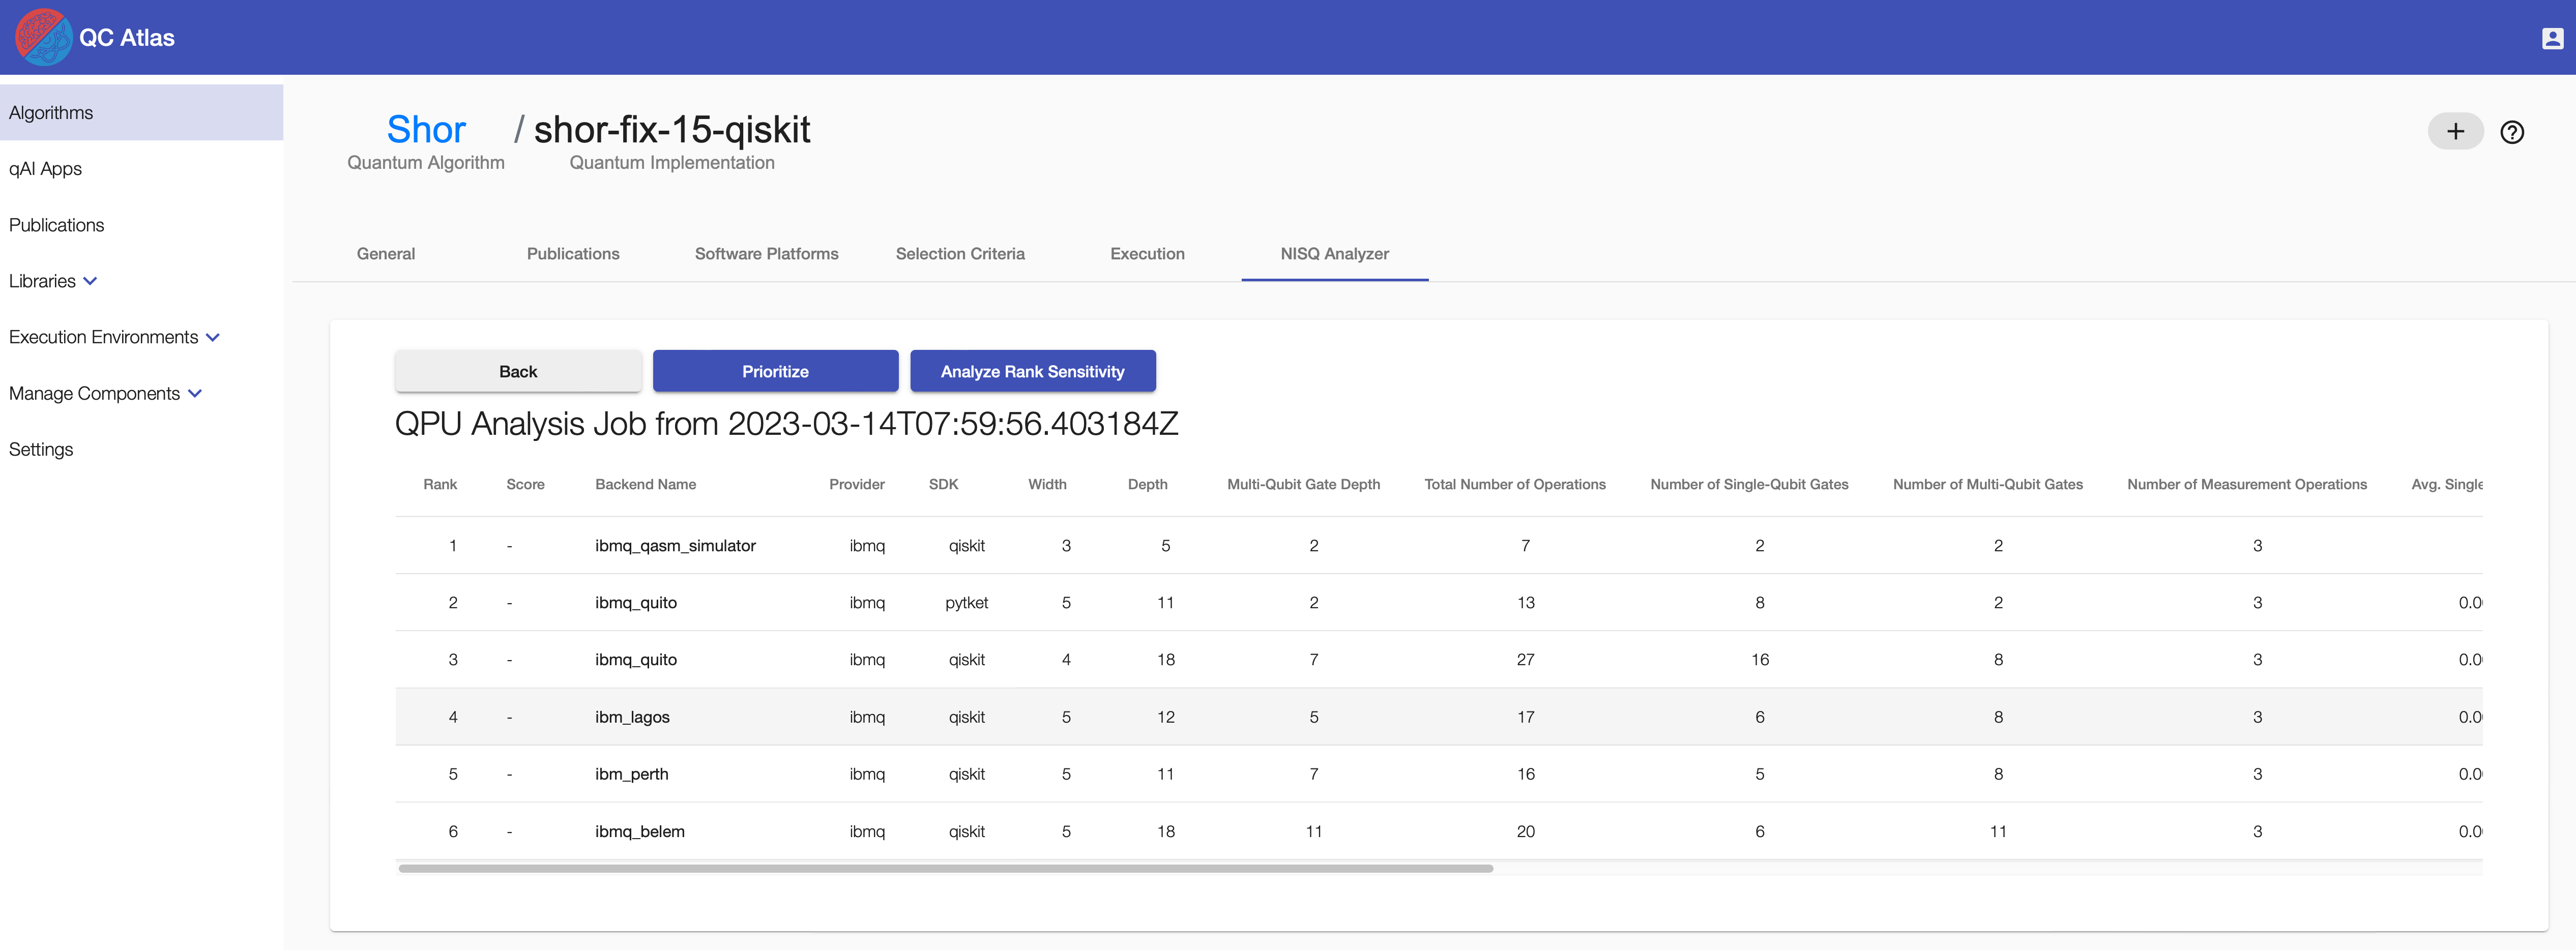 QC Atlas
Algorithms
qAI Apps
Publications
Libraries
Execution Environments
Manage Components
Settings
Shor / shor-fix-15-qiskit
Quantum Algorithm Quantum Implementation
General Publications Software Platforms Selection Criteria Execution NISQ Analyzer
Back Prioritize Analyze Rank Sensitivity
QPU Analysis Job from 2023-03-14T07:59:56.403184Z
Rank Score Backend Name Provider SDK Width Depth Multi-Qubit Gate Depth Total Number of Operations Number of Single-Qubit Gates Number of Multi-Qubit Gates Number of Measurement Operations Avg. Single
1 - ibmq_qasm_simulator ibmq qiskit 3 5 2 7 2 2 3
2 - ibmq_quito ibmq pytket 5 11 2 13 8 2 3 0.0
3 - ibmq_quito ibmq qiskit 4 18 7 27 16 8 3 0.0
4 - ibm_lagos ibmq qiskit 5 12 5 17 6 8 3 0.0
5 - ibm_perth ibmq qiskit 5 11 7 16 5 8 3 0.0
6 - ibmq_belem ibmq qiskit 5 18 11 20 6 11 3 0.0